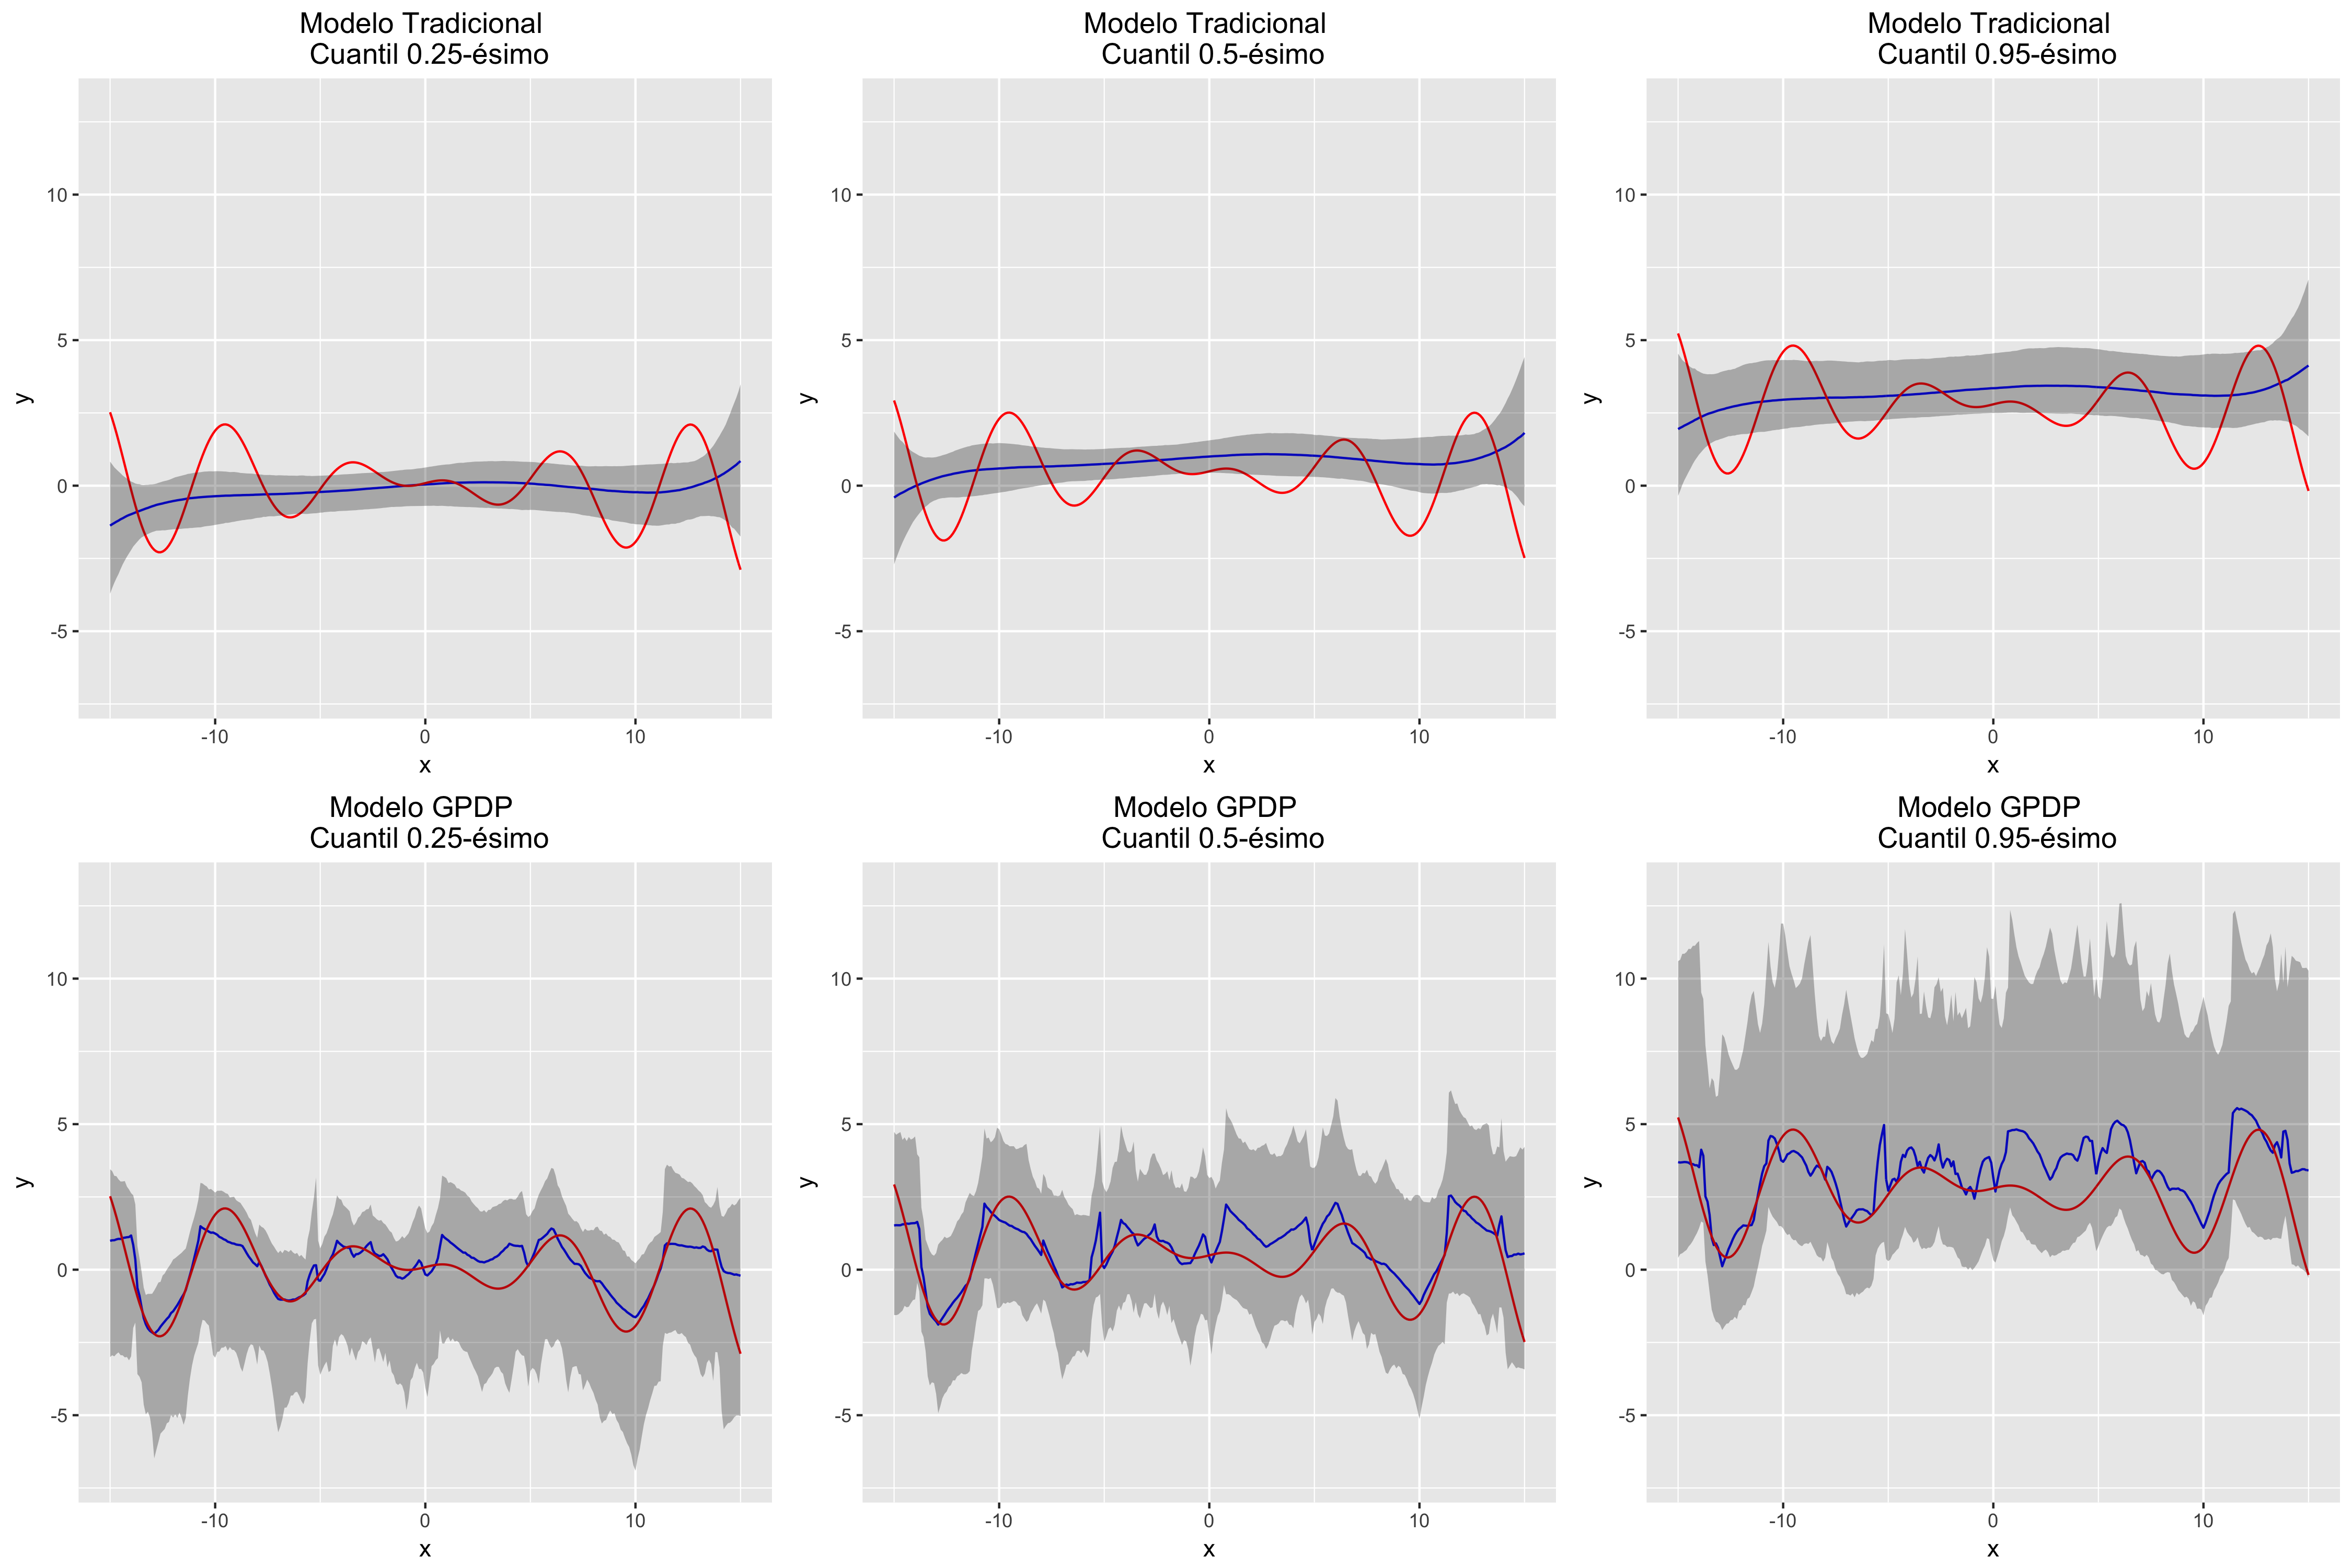 Modelo Tradicional
Cuantil 0.25-ésimo
y
10
5
0
-5
-10
0
10
x
Modelo Tradicional
Cuantil 0.5-ésimo
y
10
5
0
-5
-10
0
10
x
Modelo Tradicional
Cuantil 0.95-ésimo
y
10
5
0
-5
-10
0
10
x
Modelo GPDP
Cuantil 0.25-ésimo
y
10
5
0
-5
-10
0
10
x
Modelo GPDP
Cuantil 0.5-ésimo
y
10
5
0
-5
-10
0
10
x
Modelo GPDP
Cuantil 0.95-ésimo
y
10
5
0
-5
-10
0
10
x